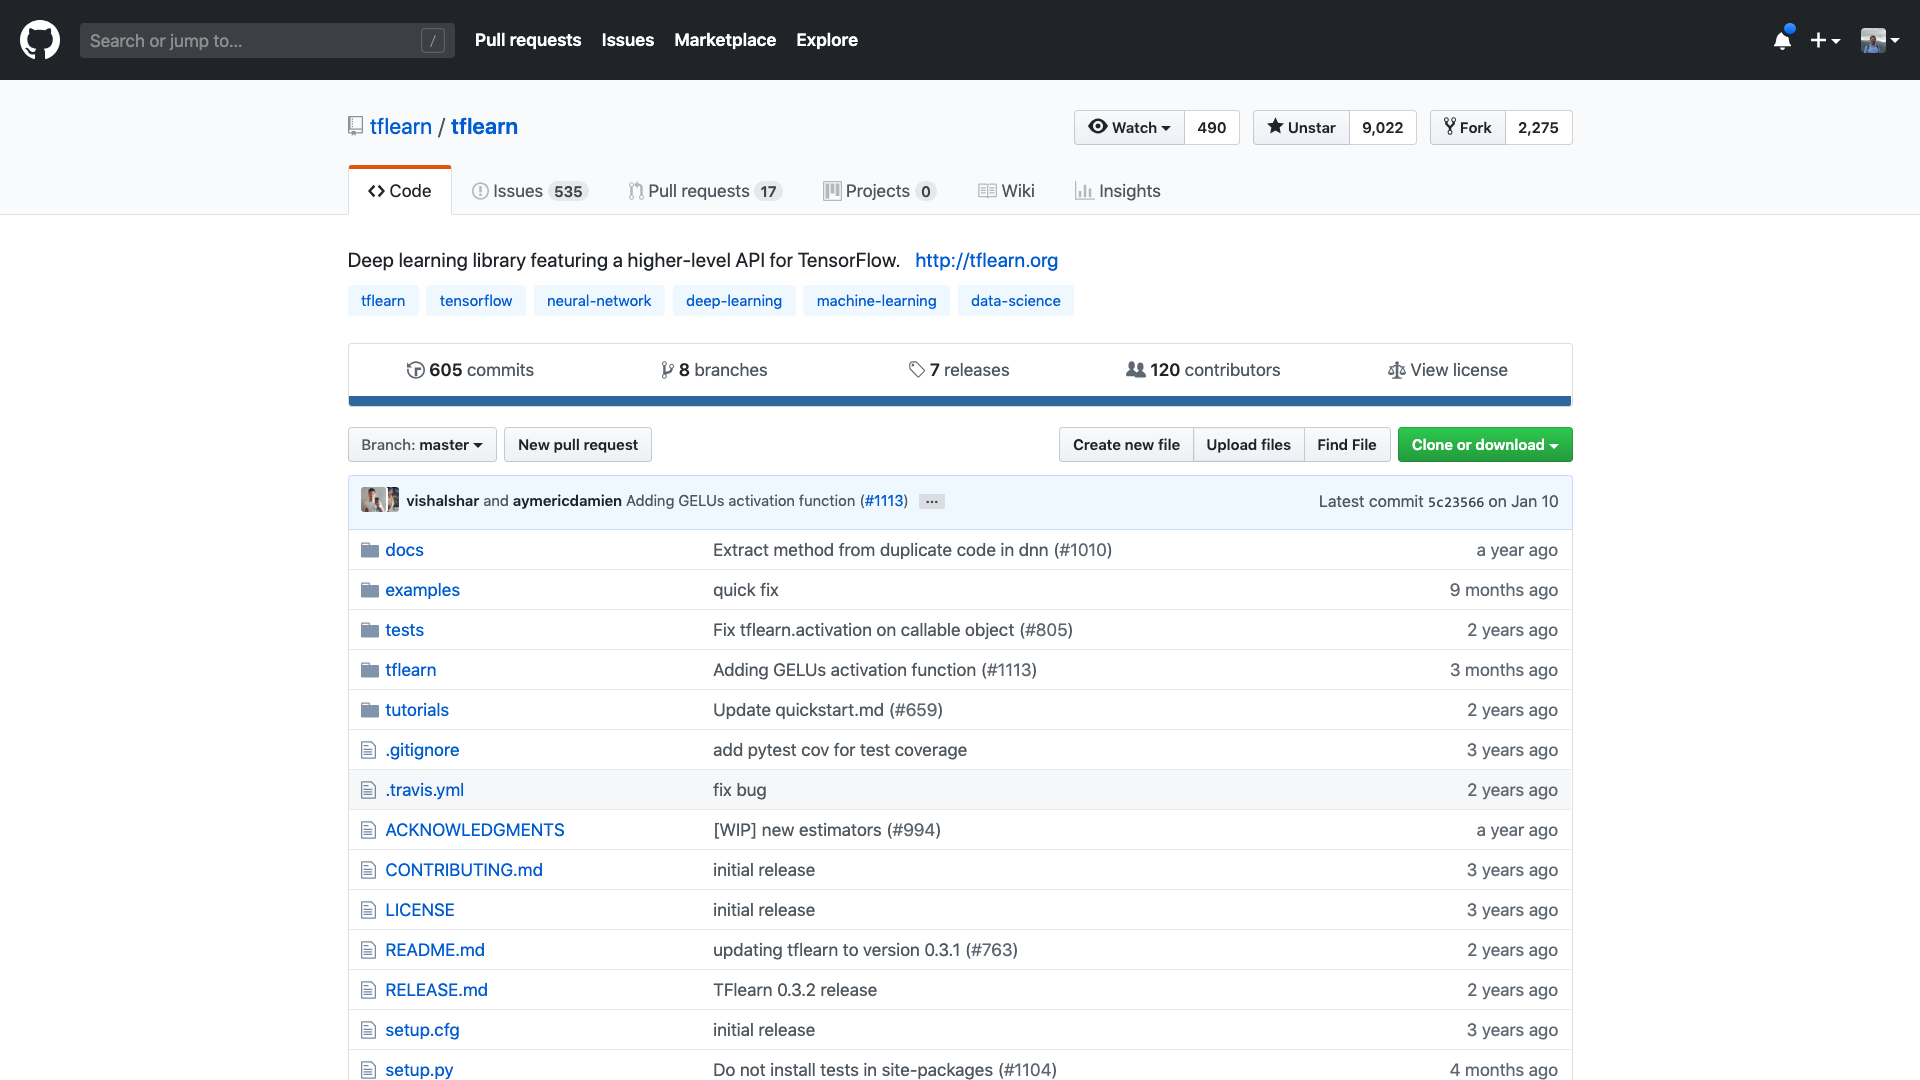 Search or jump to... / Pull requests Issues Marketplace Explore
tflearn / tflearn Watch 490 Unstar 9,022 Fork 2,275
Code Issues 535 Pull requests 17 Projects 0 Wiki Insights
Deep learning library featuring a higher-level API for TensorFlow. http://tflearn.org
tflearn tensorflow neural-network deep-learning machine-learning data-science
605 commits 8 branches 7 releases 120 contributors View license
Branch: master New pull request Create new file Upload files Find File Clone or download
vishalshar and aymericdamien Adding GELUs activation function (#1113) ... Latest commit 5c23566 on Jan 10
docs Extract method from duplicate code in dnn (#1010) a year ago
examples quick fix 9 months ago
tests Fix tflearn.activation on callable object (#805) 2 years ago
tflearn Adding GELUs activation function (#1113) 3 months ago
tutorials Update quickstart.md (#659) 2 years ago
.gitignore add pytest cov for test coverage 3 years ago
.travis.yml fix bug 2 years ago
ACKNOWLEDGMENTS [WIP] new estimators (#994) a year ago
CONTRIBUTING.md initial release 3 years ago
LICENSE initial release 3 years ago
README.md updating tflearn to version 0.3.1 (#763) 2 years ago
RELEASE.md TFlearn 0.3.2 release 2 years ago
setup.cfg initial release 3 years ago
setup.py Do not install tests in site-packages (#1104) 4 months ago